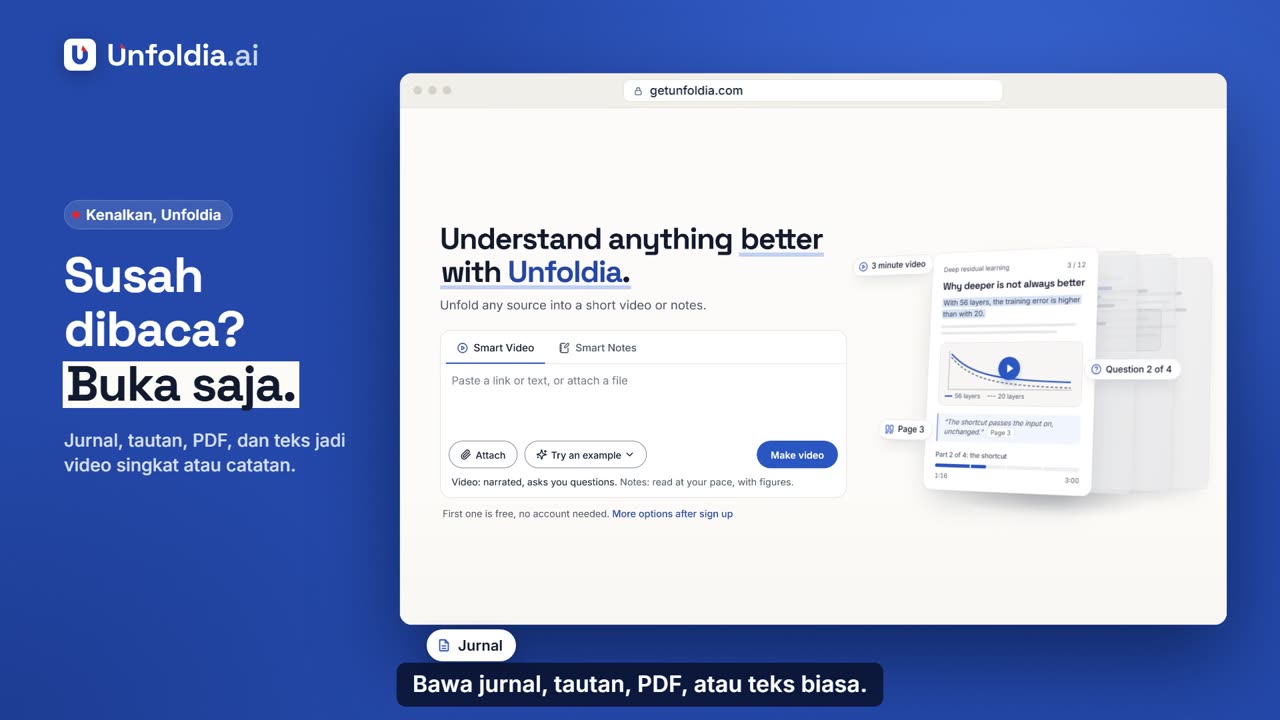 Unfoldia.ai
Kenalkan, Unfoldia
Susah
dibaca?
Buka saja.
Jurnal, tautan, PDF, dan teks jadi
video singkat atau catatan.
getunfoldia.com
Understand anything better
with Unfoldia.
Unfold any source into a short video or notes.
Smart Video
Smart Notes
Paste a link or text, or attach a file
Attach
Try an example
Make video
Video: narrated, asks you questions. Notes: read at your pace, with figures.
First one is free, no account needed. More options after sign up
3 minute video
Deep residual learning
3 / 12
Why deeper is not always better
With 56 layers, the training error is higher
than with 20.
56 layers
20 layers
Question 2 of 4
Page 3
"The shortcut passes the input on,
unchanged." Page 3
Part 2 of 4: the shortcut
1:16
3:00
Jurnal
Bawa jurnal, tautan, PDF, atau teks biasa.